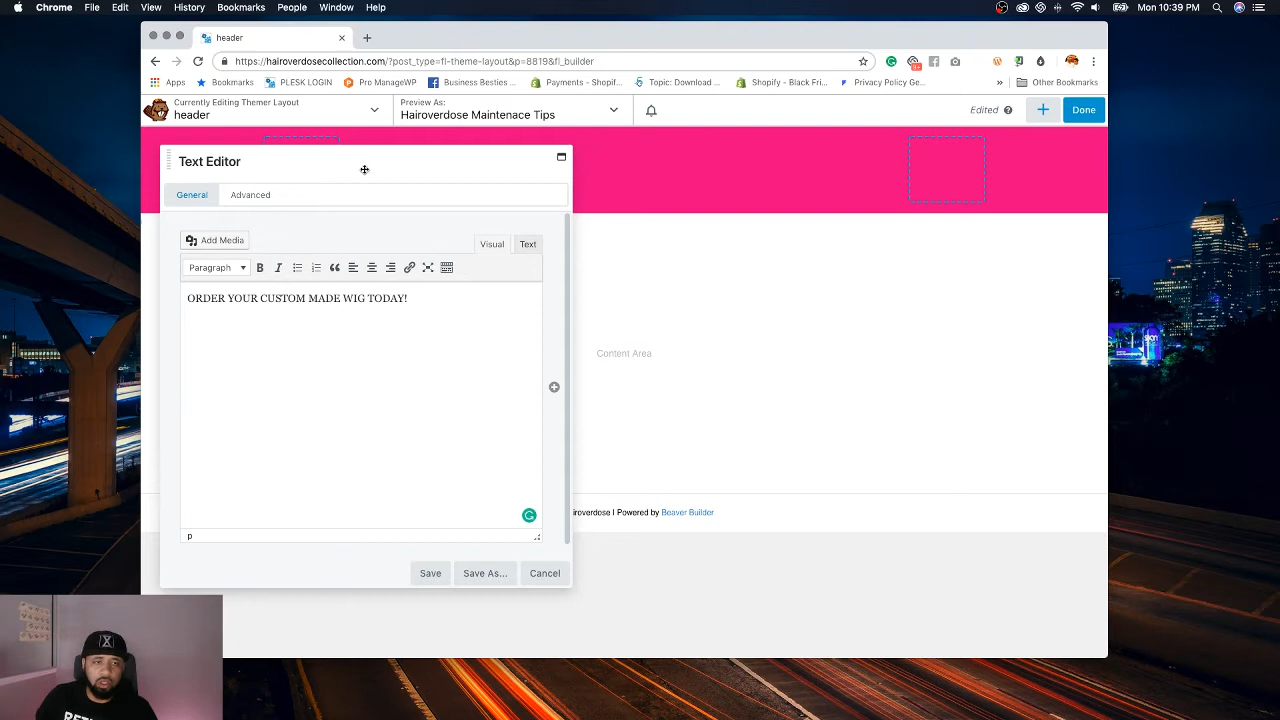 Chrome File Edit View History Bookmarks People Window Help Mon 10:39 PM
header
https://hairoverdosecollection.com/?post_type=fl-theme-layout&p=8819&fl_builder
Apps Bookmarks PLESK LOGIN Pro ManageWP Business Besties ... Payments - Shopif... Topic: Download ... Shopify - Black Fri... Privacy Policy Ge... » Other Bookmarks
Currently Editing Themer Layout
header
Preview As:
Hairoverdose Maintenace Tips
Edited
Done
Text Editor
General Advanced
Add Media
Visual Text
Paragraph B I
ORDER YOUR CUSTOM MADE WIG TODAY!
Content Area
iroverdose | Powered by Beaver Builder
p
Save Save As... Cancel